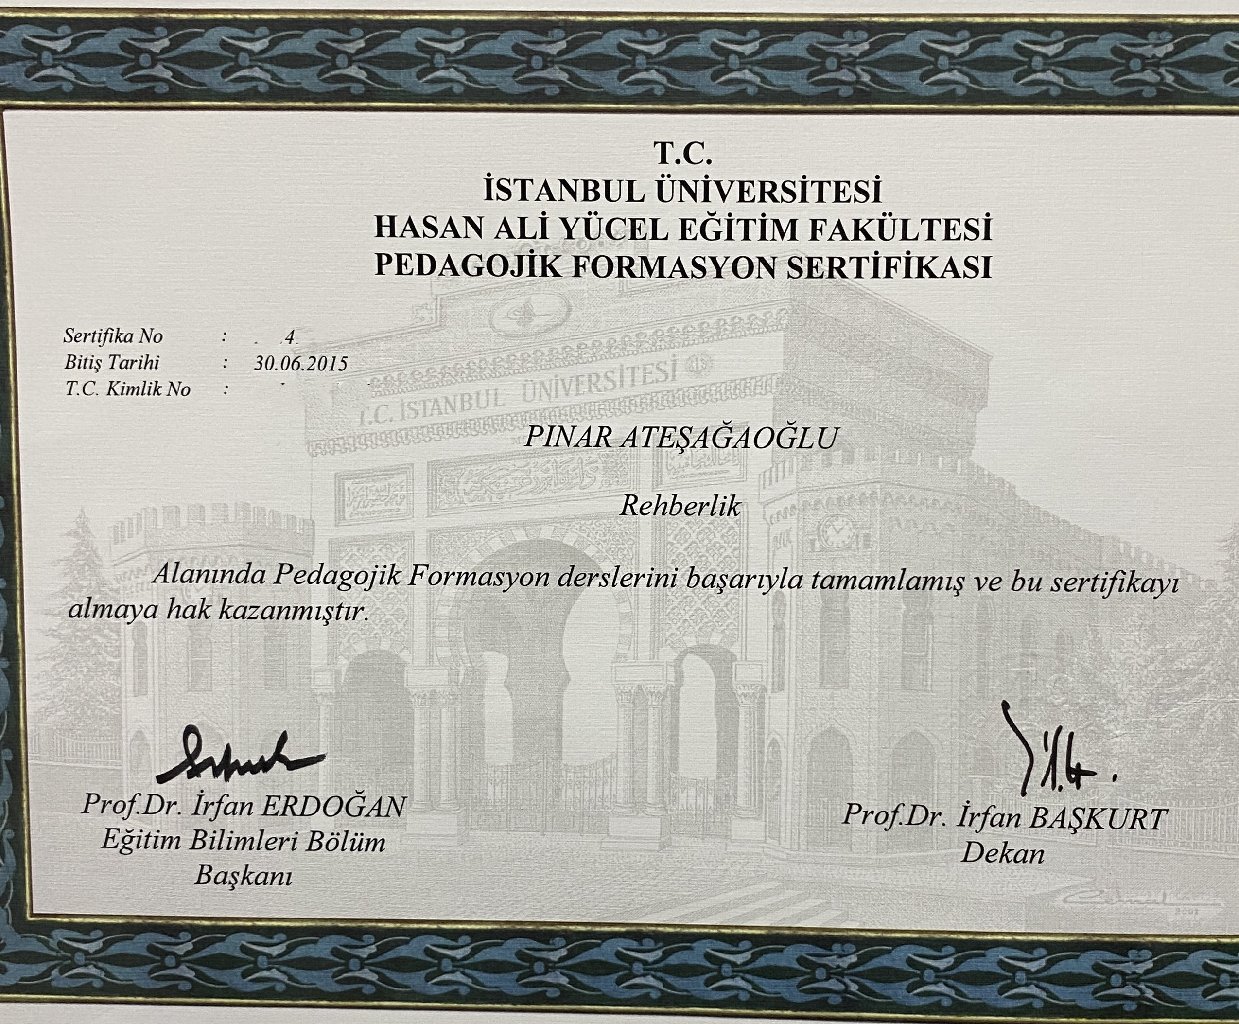 T.C.
İSTANBUL ÜNİVERSİTESİ
HASAN ALİ YÜCEL EĞİTİM FAKÜLTESİ
PEDAGOJİK FORMASYON SERTİFİKASI
Sertifika No : 4
Bitiş Tarihi : 30.06.2015
T.C. Kimlik No :
T.C. İSTANBUL ÜNİVERSİTESİ
PINAR ATEŞAĞAOĞLU
Rehberlik
Alanında Pedagojik Formasyon derslerini başarıyla tamamlamış ve bu sertifikayı
almaya hak kazanmıştır.
Prof.Dr. İrfan ERDOĞAN
Eğitim Bilimleri Bölüm
Başkanı
Prof.Dr. İrfan BAŞKURT
Dekan